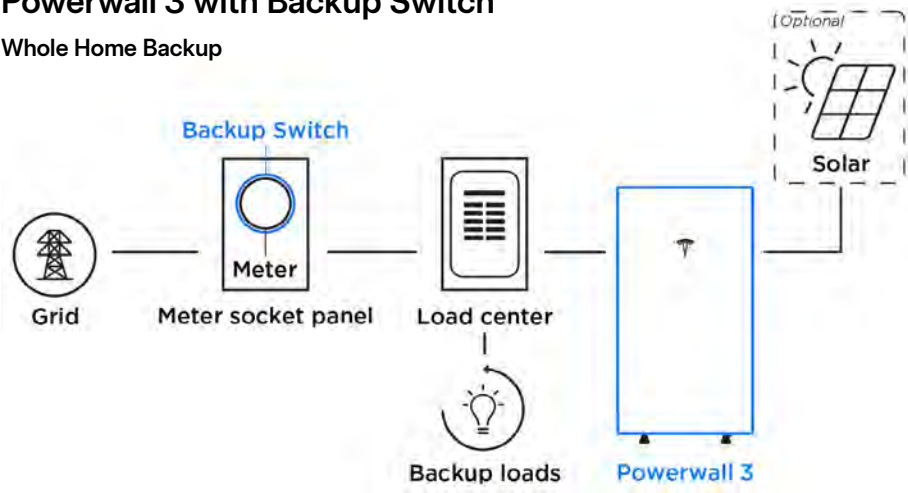 Powerwall 3 with Backup Switch
Whole Home Backup
Optional
Solar
Backup Switch
Meter
Grid
Meter socket panel
Load center
Backup loads
Powerwall 3